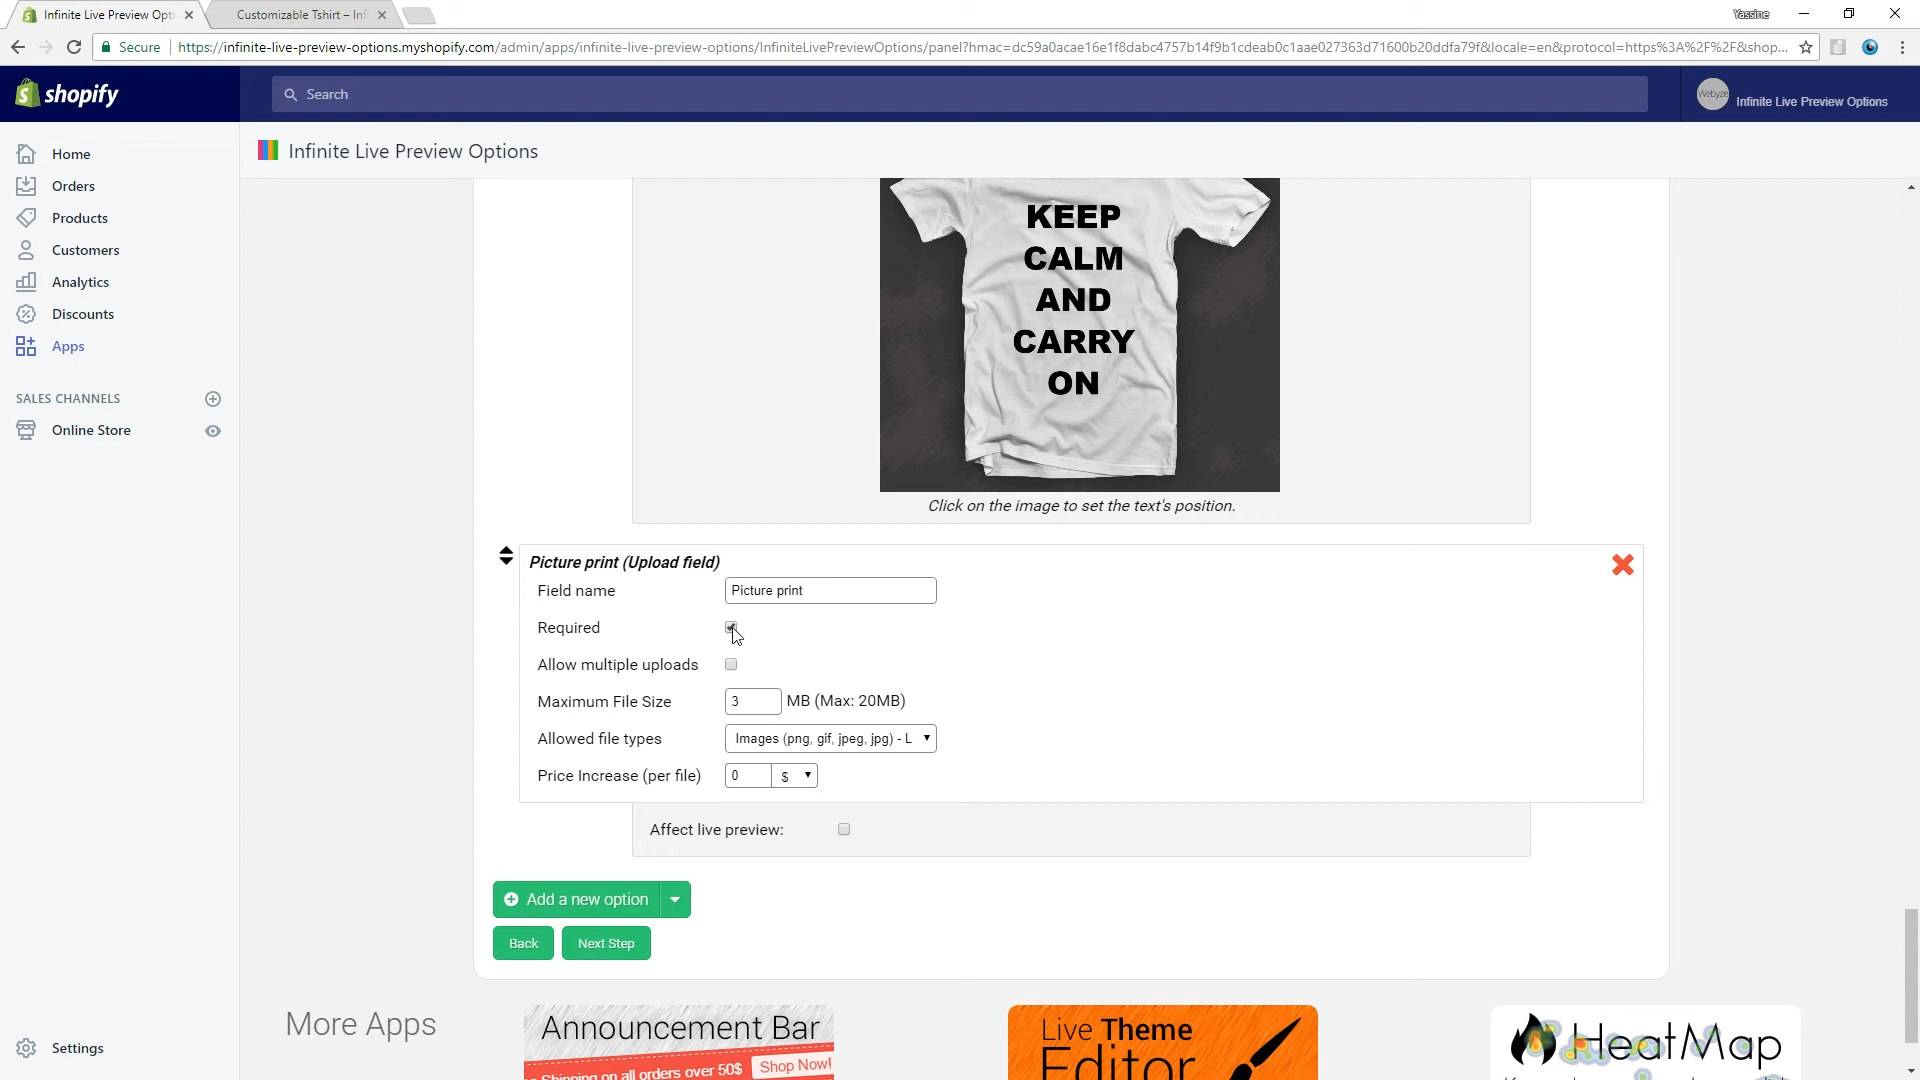 Infinite Live Preview Opti
Customizable Tshirt – Inf
Yassine
Secure
https://infinite-live-preview-options.myshopify.com/admin/apps/infinite-live-preview-options/InfiniteLivePreviewOptions/panel?hmac=dc59a0acae16e1f8dabc4757b14f9b1cdeab0c1aae027363d71600b20ddfa79f&locale=en&protocol=https%3A%2F%2F&shop...
shopify
Search
Webyze
Infinite Live Preview Options
Home
Orders
Products
Customers
Analytics
Discounts
Apps
SALES CHANNELS
Online Store
Settings
Infinite Live Preview Options
KEEP
CALM
AND
CARRY
ON
Click on the image to set the text's position.
Picture print (Upload field)
Field name
Picture print
Required
Allow multiple uploads
Maximum File Size
3
MB (Max: 20MB)
Allowed file types
Images (png, gif, jpeg, jpg) - L
Price Increase (per file)
0
$
Affect live preview:
Add a new option
Back
Next Step
More Apps
Announcement Bar
Shipping on all orders over 50$
Shop Now!
Live Theme
Editor
HeatMap